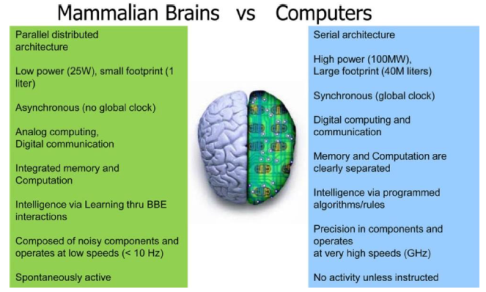 Mammalian Brains vs Computers
Parallel distributed
architecture
Low power (25W), small footprint (1
liter)
Asynchronous (no global clock)
Analog computing,
Digital communication
Integrated memory and
Computation
Intelligence via Learning thru BBE
interactions
Composed of noisy components and
operates at low speeds (< 10 Hz)
Spontaneously active
Serial architecture
High power (100MW),
Large footprint (40M liters)
Synchronous (global clock)
Digital computing and
communication
Memory and Computation are
clearly separated
Intelligence via programmed
algorithms/rules
Precision in components and
operates
at very high speeds (GHz)
No activity unless instructed